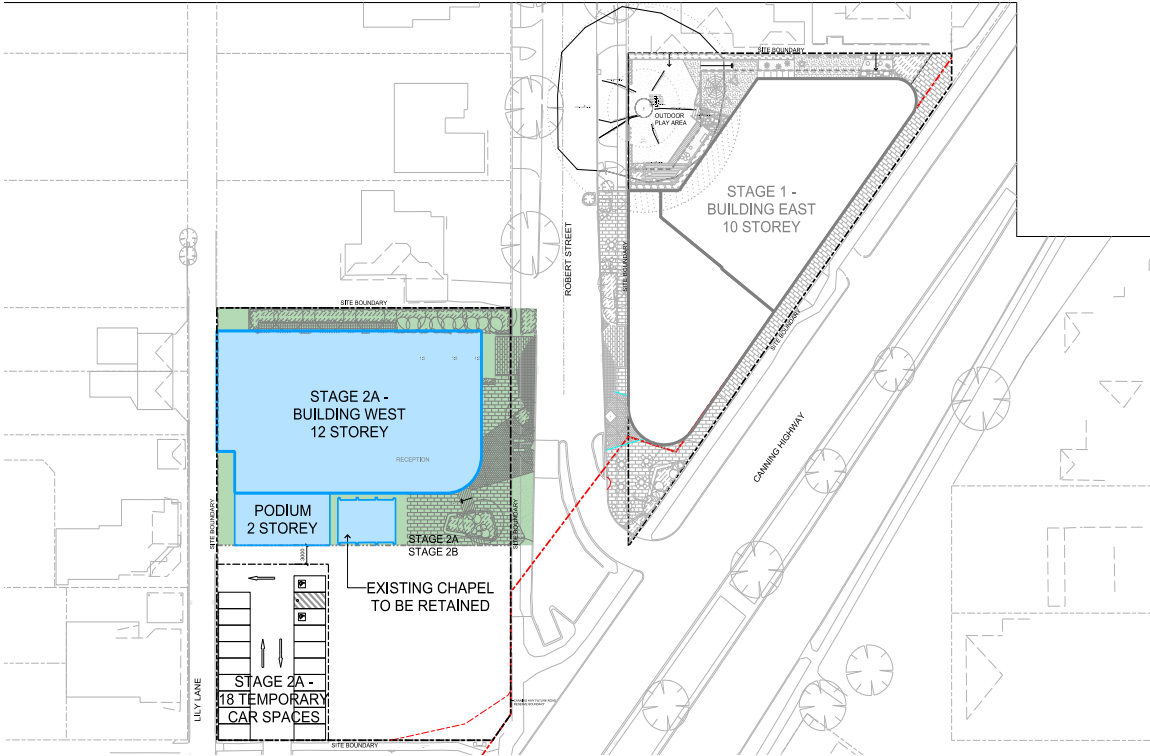 SITE BOUNDARY
OUTDOOR
PLAY AREA
STAGE 1 -
BUILDING EAST
10 STOREY
ROBERT STREET
SITE BOUNDARY
SITE BOUNDARY
CANNING HIGHWAY
SITE BOUNDARY
STAGE 2A -
BUILDING WEST
12 STOREY
RECEPTION
PODIUM
2 STOREY
SITE BOUNDARY
SITE BOUNDARY
STAGE 2A
STAGE 2B
3000
EXISTING CHAPEL
TO BE RETAINED
STAGE 2A -
18 TEMPORARY
CAR SPACES
LILY LANE
SITE BOUNDARY